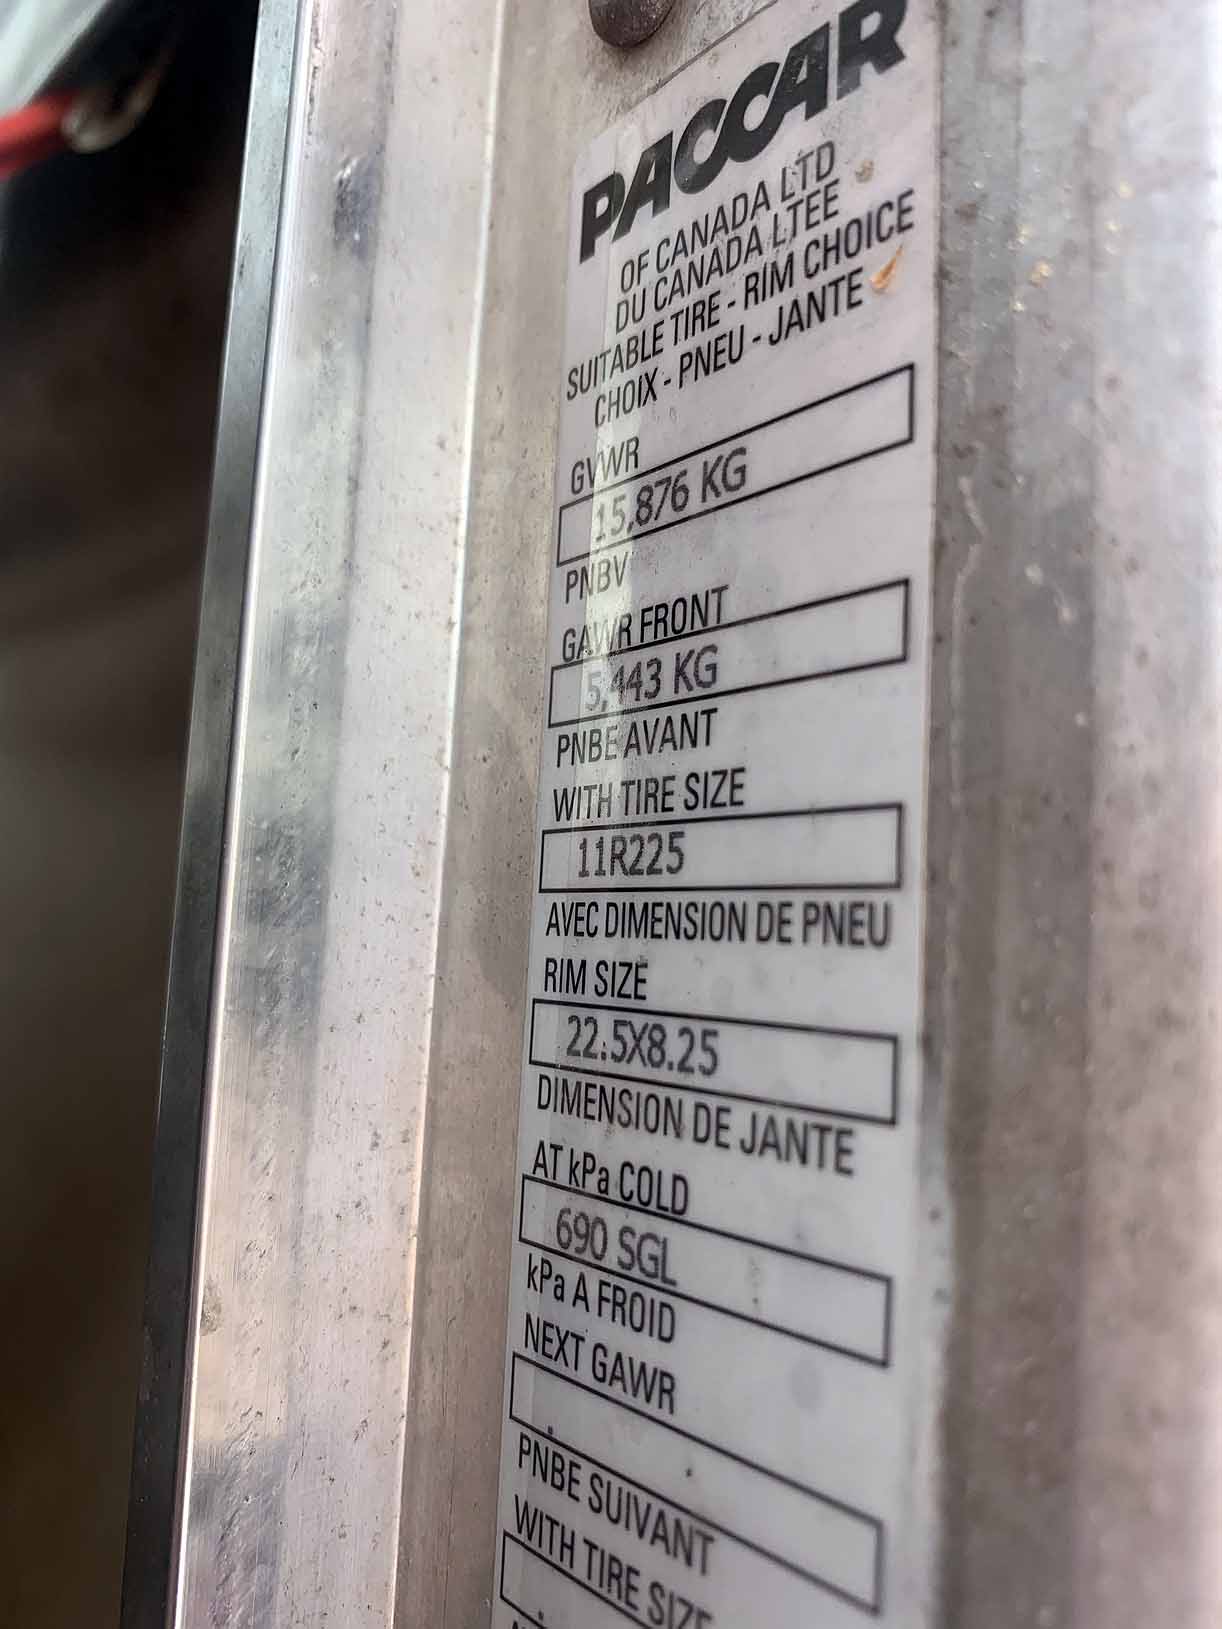 PACCAR
OF CANADA LTD
DU CANADA LTEE
SUITABLE TIRE - RIM CHOICE
CHOIX - PNEU - JANTE
GVWR
15,876 KG
PNBV
GAWR FRONT
5,443 KG
PNBE AVANT
WITH TIRE SIZE
11R225
AVEC DIMENSION DE PNEU
RIM SIZE
22.5X8.25
DIMENSION DE JANTE
AT kPa COLD
690 SGL
kPa A FROID
NEXT GAWR
.
PNBE SUIVANT
WITH TIRE SIZE
.